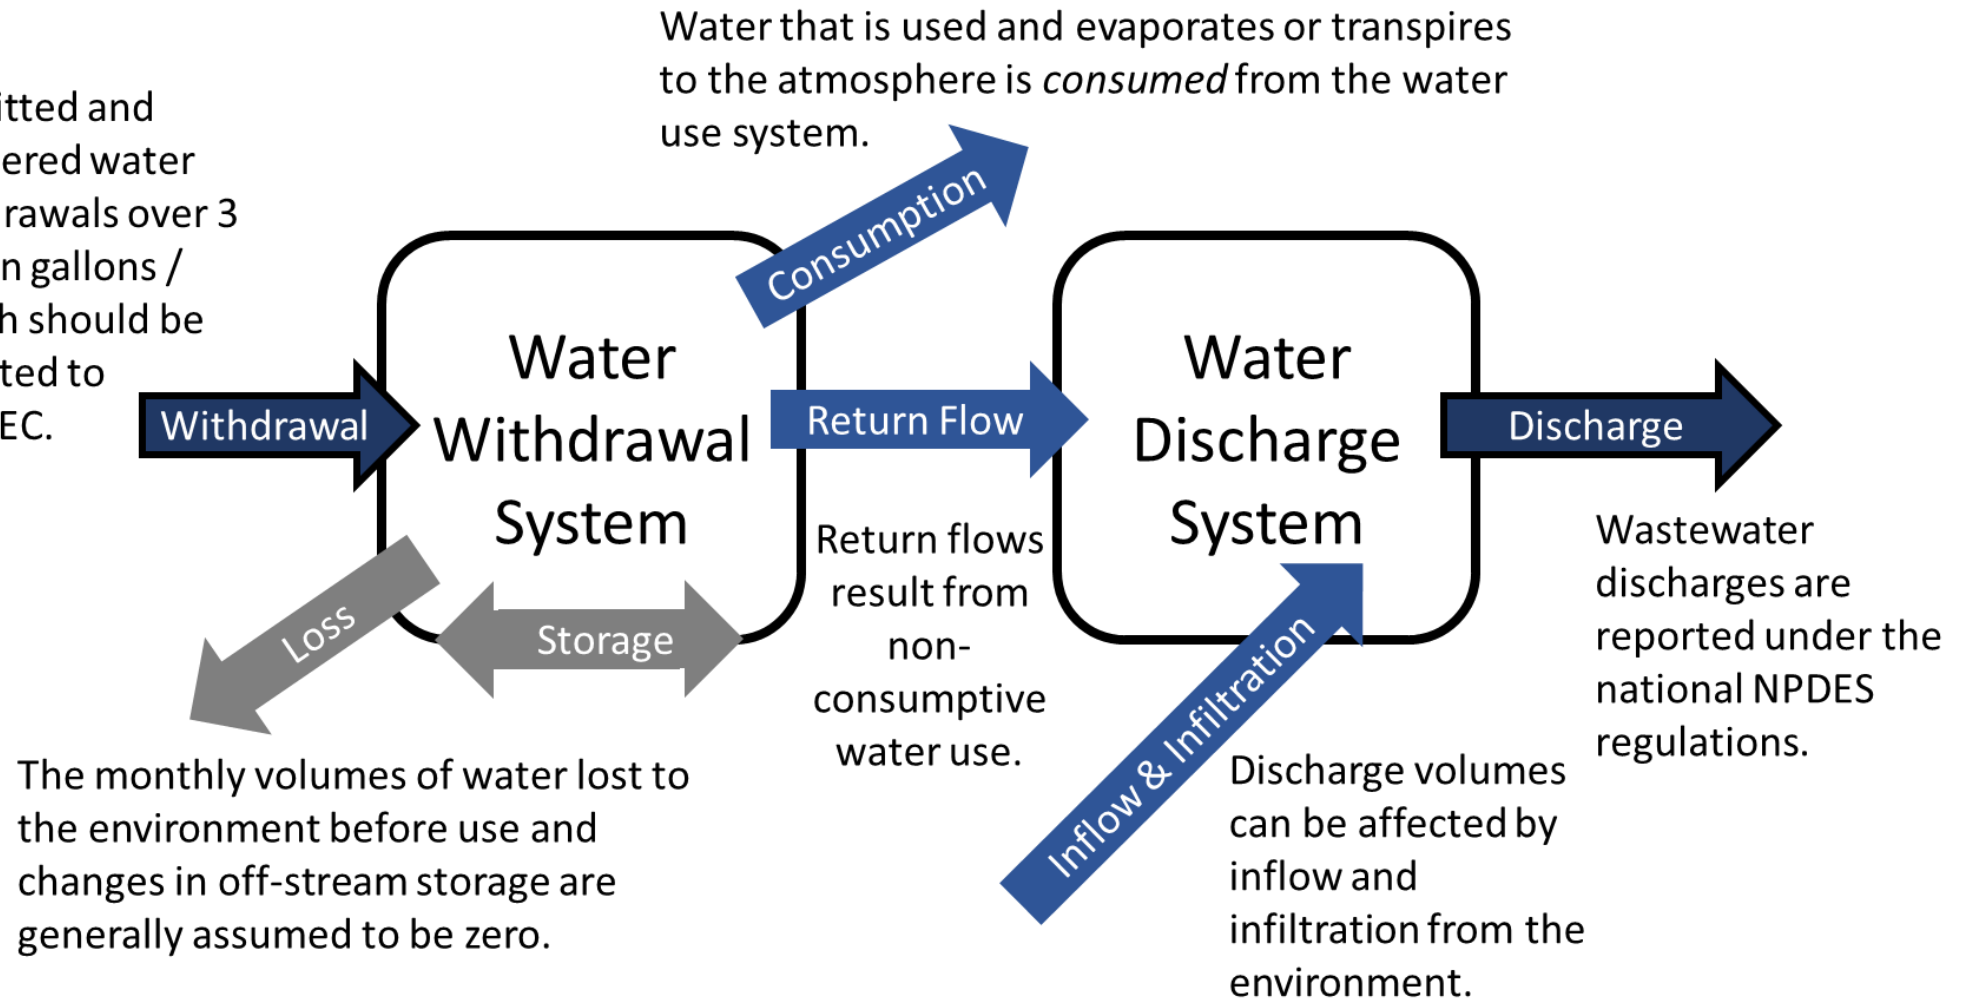 Water that is used and evaporates or transpires
to the atmosphere is consumed from the water
use system.
itted and
ered water
rawals over 3
n gallons /
h should be
ted to
EC.
Withdrawal
Water
Withdrawal
System
Consumption
Return Flow
Water
Discharge
System
Discharge
Loss
Storage
Return flows
result from
non-
consumptive
water use.
Inflow & Infiltration
Wastewater
discharges are
reported under the
national NPDES
regulations.
The monthly volumes of water lost to
the environment before use and
changes in off-stream storage are
generally assumed to be zero.
Discharge volumes
can be affected by
inflow and
infiltration from the
environment.